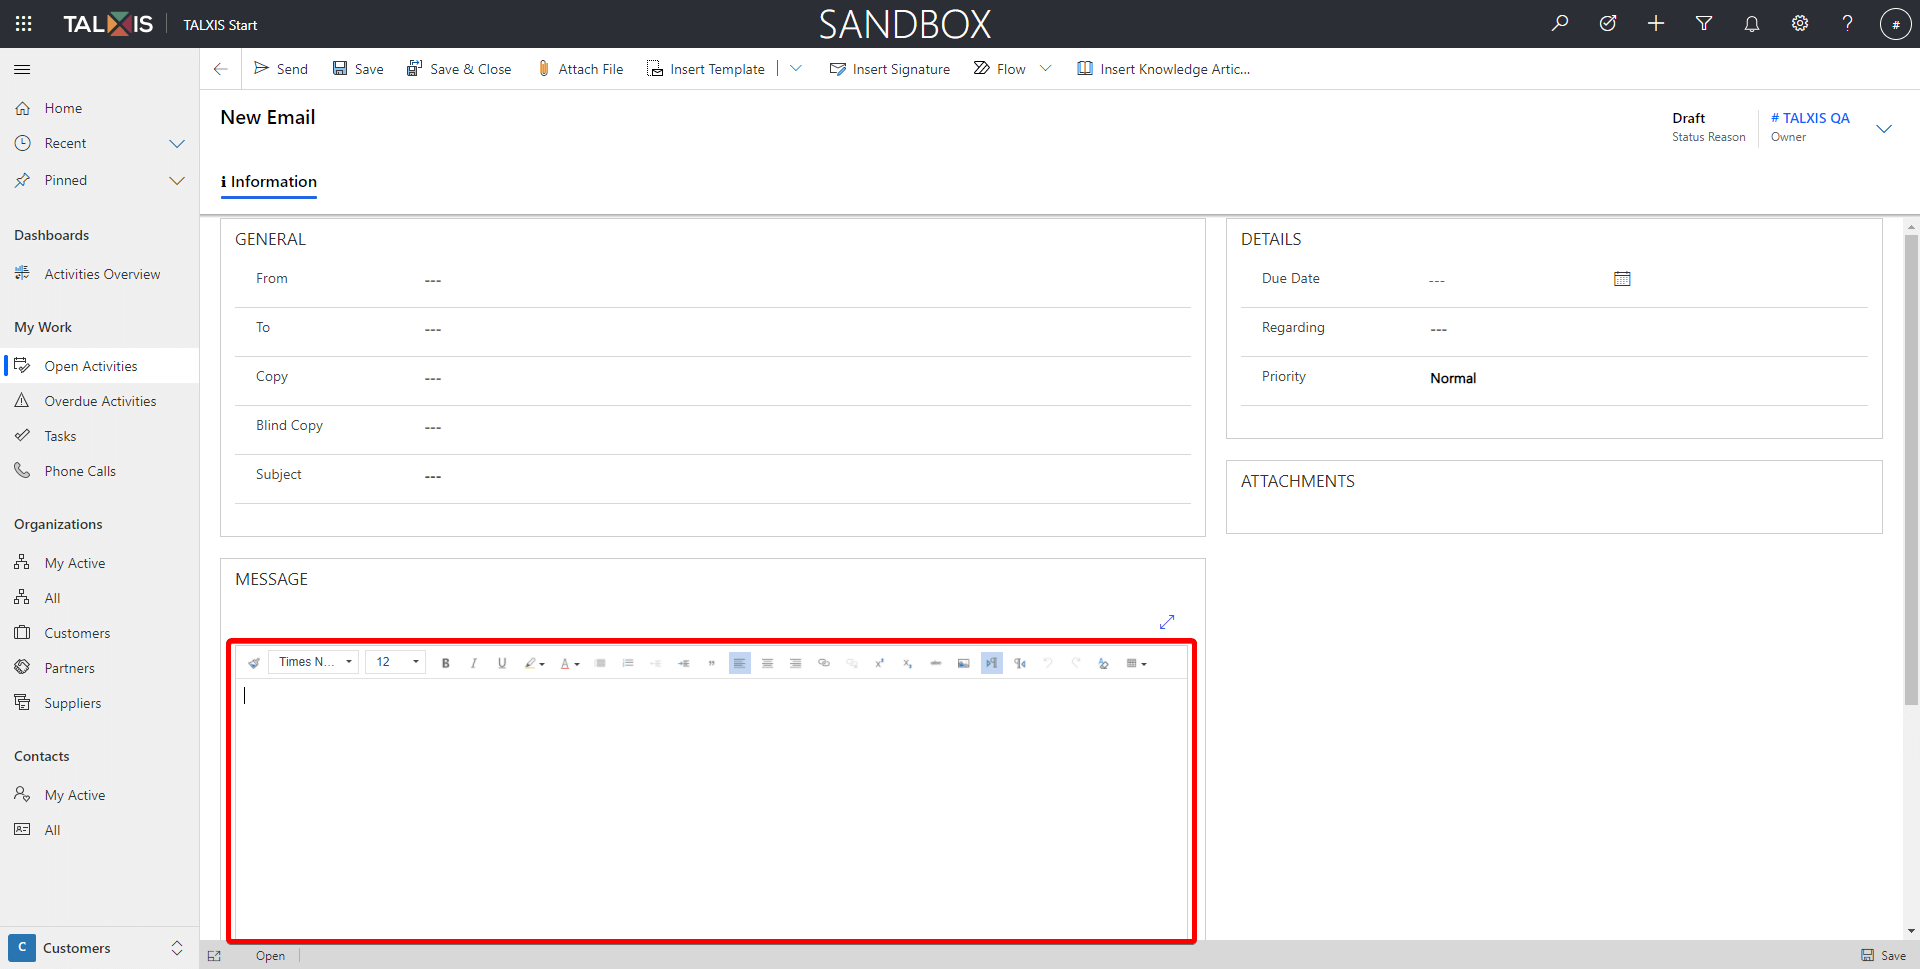 TALXIS
TALXIS Start
SANDBOX
#
Send
Save
Save & Close
Attach File
Insert Template
Insert Signature
Flow
Insert Knowledge Artic...
Home
Recent
Pinned
Dashboards
Activities Overview
My Work
Open Activities
Overdue Activities
Tasks
Phone Calls
Organizations
My Active
All
Customers
Partners
Suppliers
Contacts
My Active
All
C Customers
New Email
Draft
Status Reason
# TALXIS QA
Owner
Information
GENERAL
From ---
To ---
Copy ---
Blind Copy ---
Subject ---
DETAILS
Due Date ---
Regarding ---
Priority Normal
ATTACHMENTS
MESSAGE
Times N... 12 B I U A
Open
Save